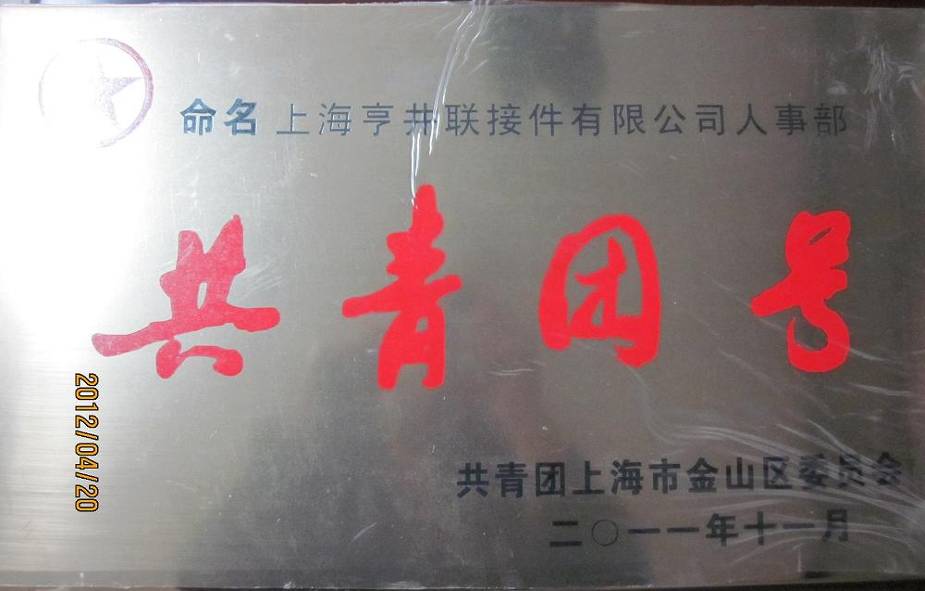 命名 上海亨井联接件有限公司人事部
共青团号
2012/04/20
共青团上海市金山区委员会
二〇一一年十一月